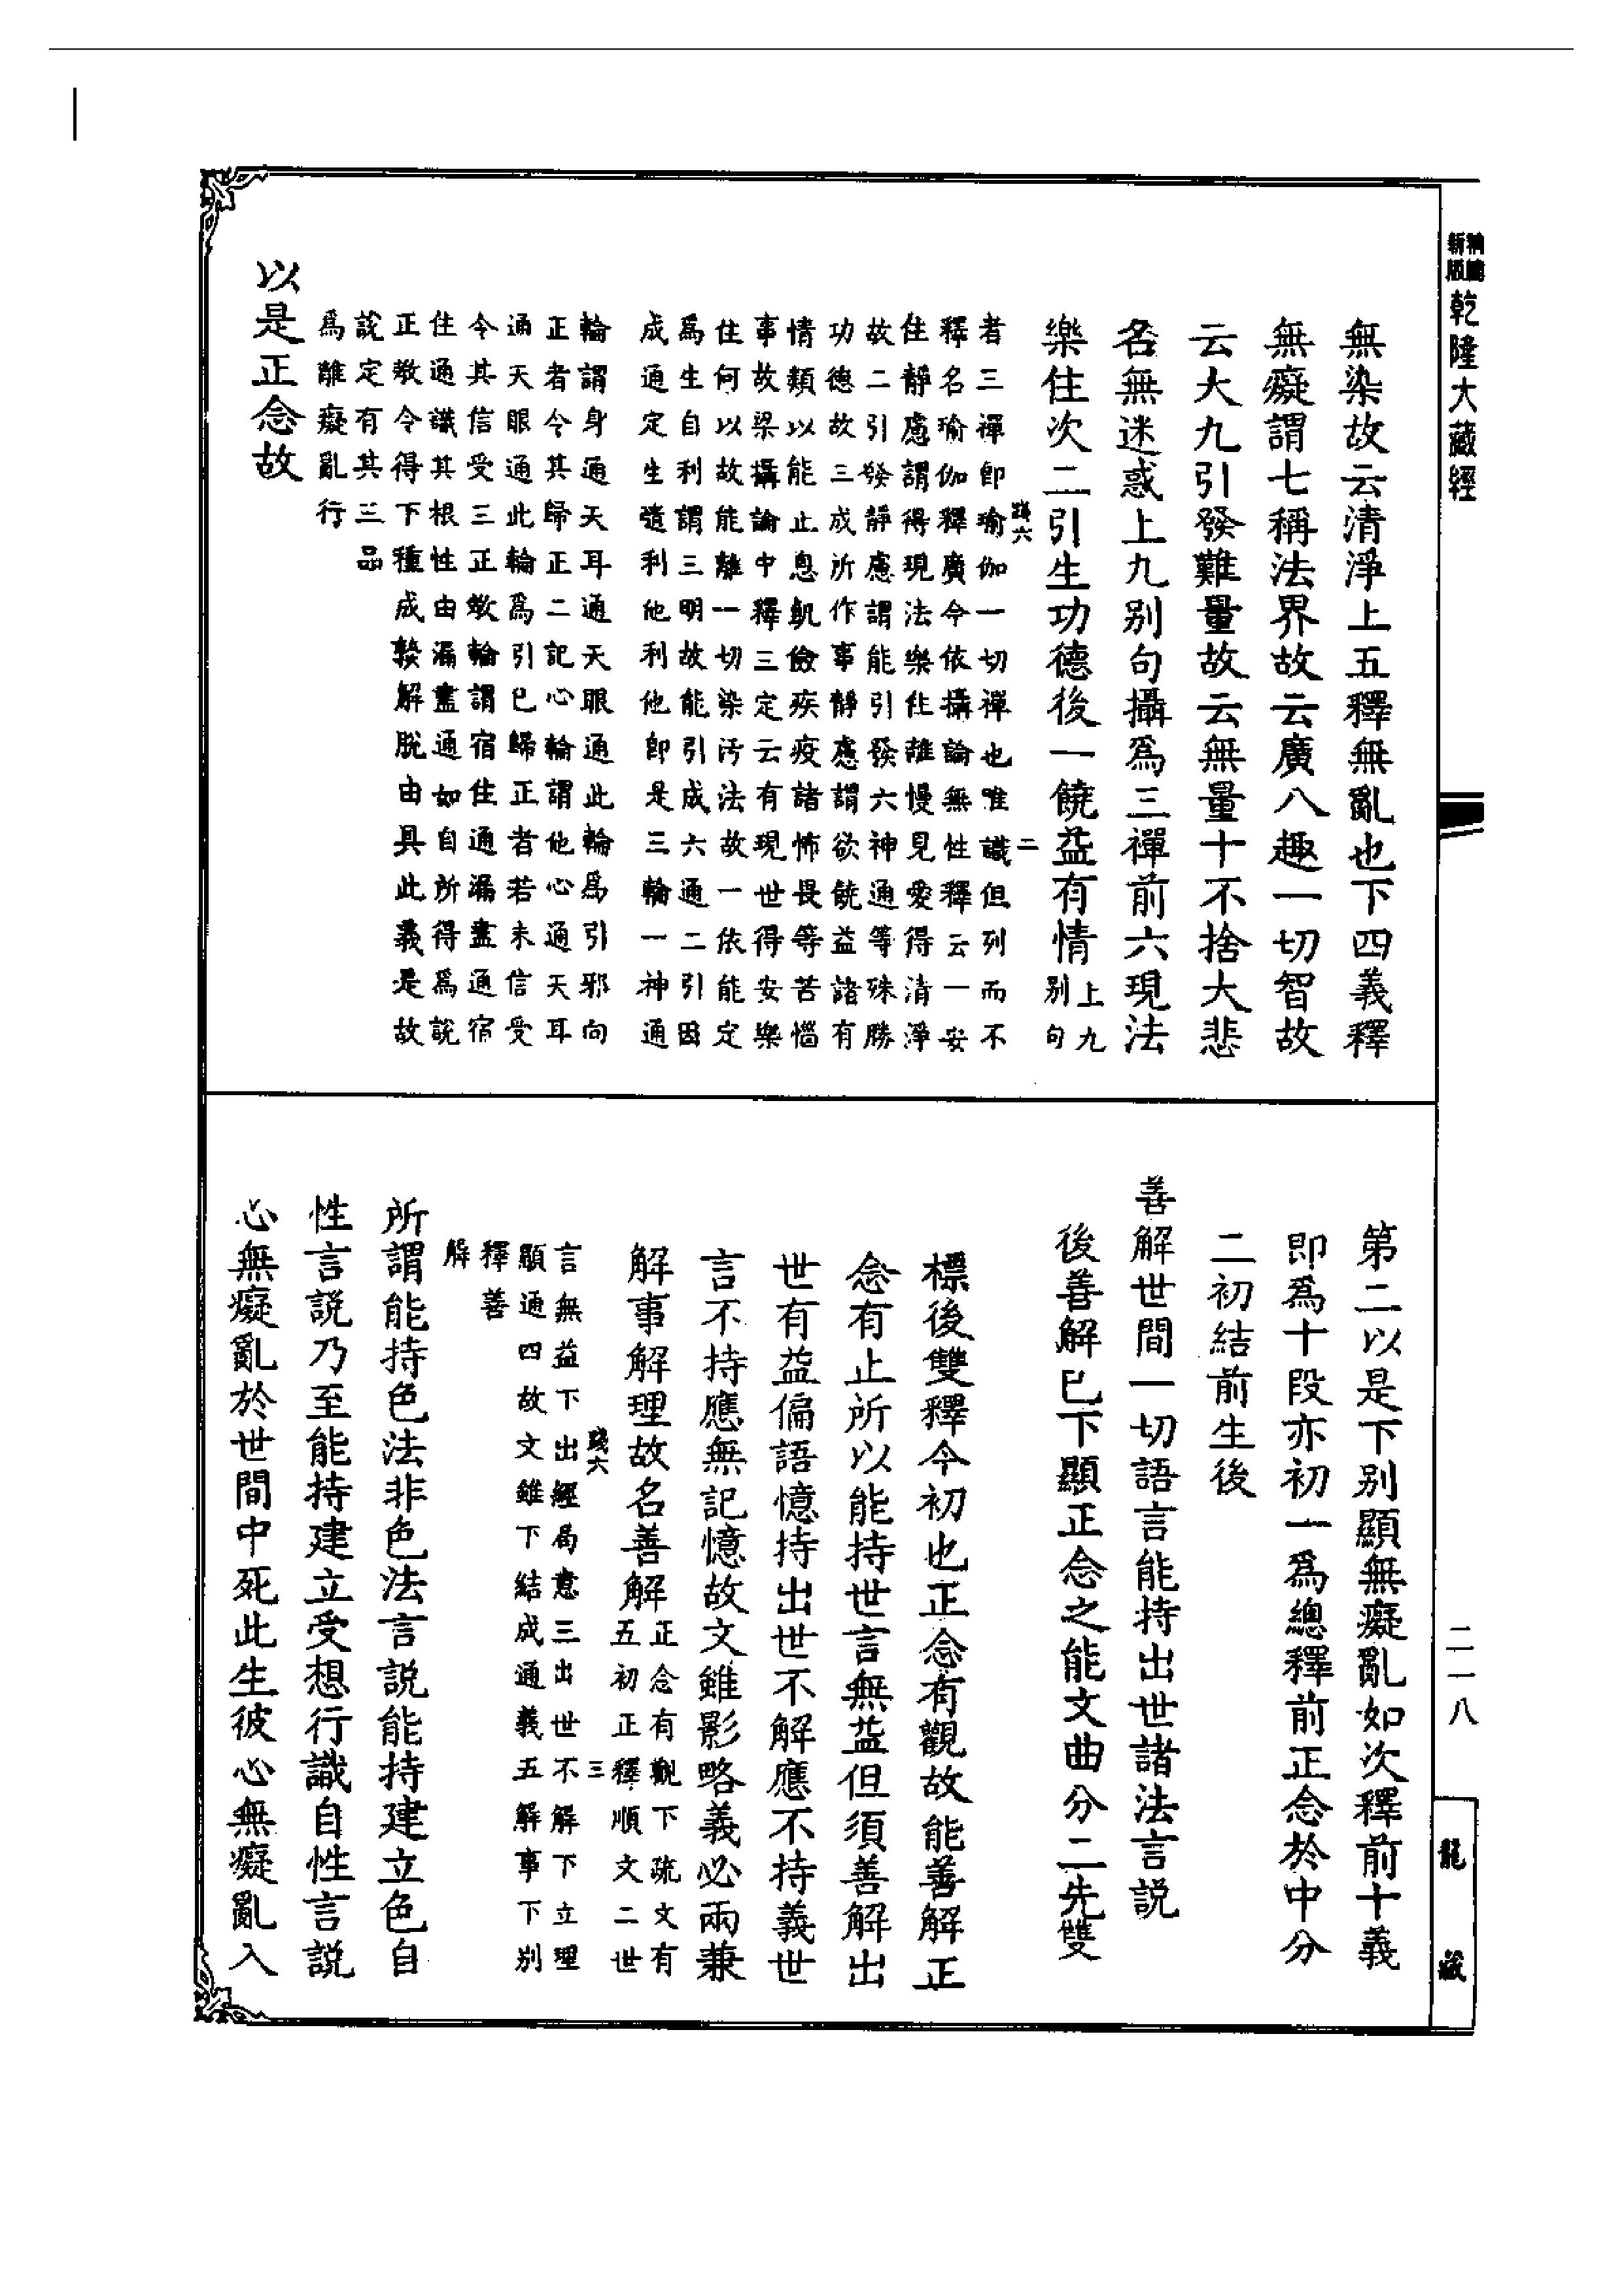 新版
精縮
乾隆大藏經
無染故云清淨上五釋無亂也下四義釋
無癡謂七稱法界故云廣八趣一切智故
云大九引發難量故云無量十不捨大悲
名無迷惑上九別句攝爲三禪前六現法
樂住次二引生功德後一饒益有情
上九
別句
踐六
二
者三禪卽瑜伽一切禪也唯識但列而不
釋名瑜伽釋廣今依攝論無性釋云一安
住靜慮謂得現法樂住離慢見愛得清淨
故二引發靜慮謂能引發六神通等殊勝
功德故三成所作事靜慮謂欲饒益諸有
情類以能止息飢儉疾疫諸怖畏等苦惱
事故梁攝論中釋三定云有現世得安樂
住何以故能離一切染汚法故一依能定
爲生自利謂三明故能引成六通二引因
成通定生遺利他利他卽是三輪一神通
輪謂身通天耳通天眼通此輪爲引邪向
正者令其歸正二記心輪謂他心通天耳
通天眼通此輪爲引已歸正者若未信受
令其信受三正敎輪謂宿住通漏盡通宿
住通識其根性由漏盡通如自所得爲說
正敎令得下種成熟解脫由具此義是故
說定有其三品
爲離癡亂行
以是正念故
第二以是下別顯無癡亂如次釋前十義
卽爲十段亦初一爲總釋前正念於中分
二初結前生後
善解世間一切語言能持出世諸法言說
後善解已下顯正念之能文曲分二先雙
標後雙釋今初也正念有觀故能善解正
念有止所以能持世言無益但須善解出
世有益偏語憶持出世不解應不持義世
言不持應無記憶故文雖影略義必兩兼
解事解理故名善解
正念有觀下疏文有
五初正釋順文二世
踐六
三
言無益下出經局意三出世不解下立理
顯通四故文雖下結成通義五解事下別
釋善
解
所謂能持色法非色法言說能持建立色自
性言說乃至能持建立受想行識自性言說
心無癡亂於世間中死此生彼心無癡亂入
二一八
龍藏